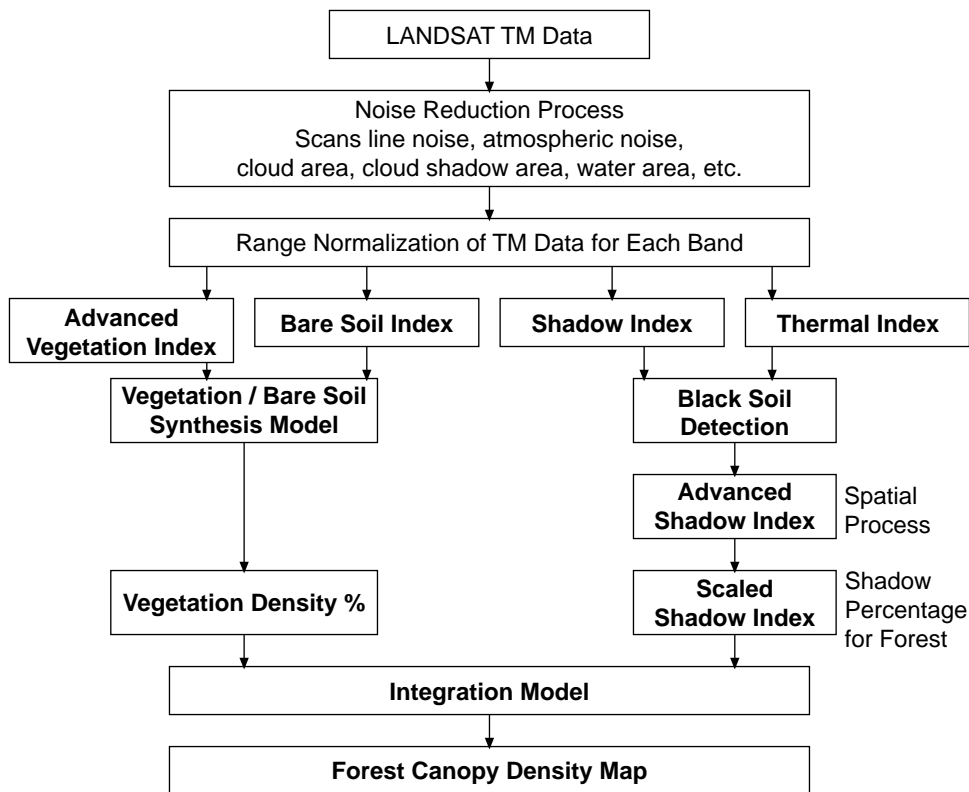 LANDSAT TM Data
Noise Reduction Process
Scans line noise, atmospheric noise,
cloud area, cloud shadow area, water area, etc.
Range Normalization of TM Data for Each Band
Advanced
Vegetation Index
Bare Soil Index
Shadow Index
Thermal Index
Vegetation / Bare Soil
Synthesis Model
Black Soil
Detection
Advanced
Shadow Index
Spatial
Process
Vegetation Density %
Scaled
Shadow Index
Shadow
Percentage
for Forest
Integration Model
Forest Canopy Density Map